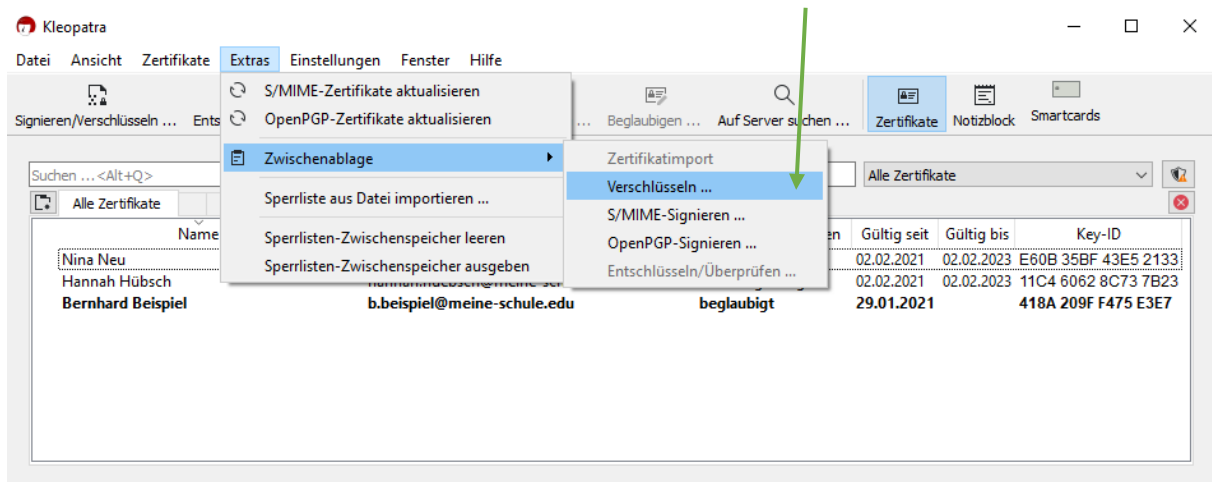 Kleopatra
Datei Ansicht Zertifikate Extras Einstellungen Fenster Hilfe
Signieren/Verschlüsseln ... Ents ... Beglaubigen ... Auf Server suchen ... Zertifikate Notizblock Smartcards
S/MIME-Zertifikate aktualisieren
OpenPGP-Zertifikate aktualisieren
Zwischenablage
Sperrliste aus Datei importieren ...
Sperrlisten-Zwischenspeicher leeren
Sperrlisten-Zwischenspeicher ausgeben
Zertifikatimport
Verschlüsseln ...
S/MIME-Signieren ...
OpenPGP-Signieren ...
Entschlüsseln/Überprüfen ...
Suchen ...<Alt+Q> Alle Zertifikate
Alle Zertifikate
Name en Gültig seit Gültig bis Key-ID
Nina Neu 02.02.2021 02.02.2023 E60B 35BF 43E5 2133
Hannah Hübsch 02.02.2021 02.02.2023 11C4 6062 8C73 7B23
Bernhard Beispiel b.beispiel@meine-schule.edu beglaubigt 29.01.2021 418A 209F F475 E3E7